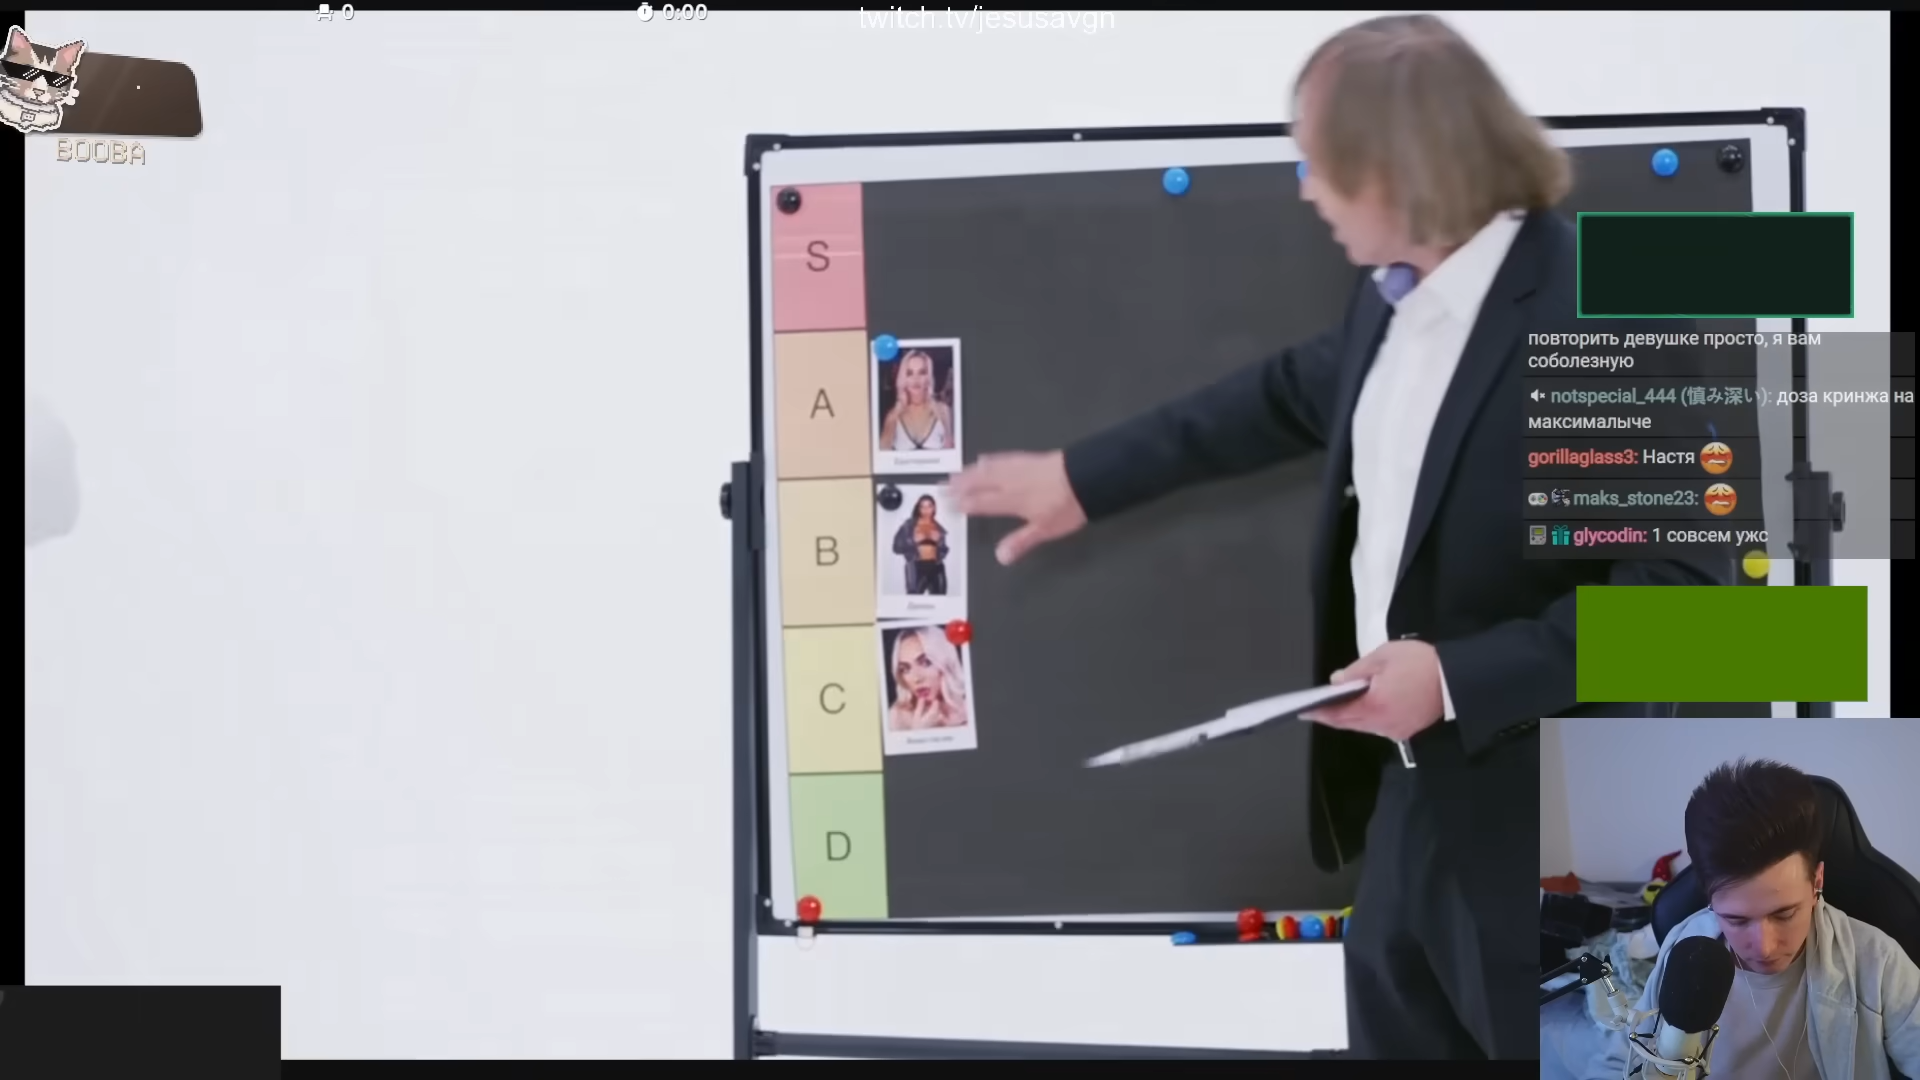 0
0:00
twitch.tv/jesusavgn
BOOBA
S
A
B
C
D
повторить девушке просто, я вам
соболезную
notspecial_444 (慎み深い): доза кринжа на
максималыче
gorillaglass3: Настя
maks_stone23:
glycodin: 1 совсем ужс